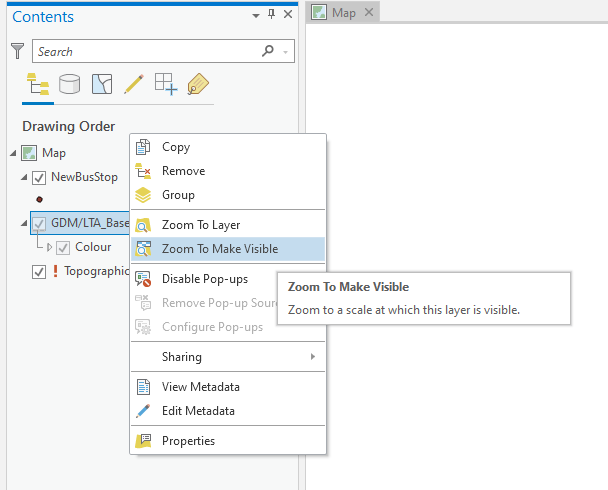 Contents
Map
Search
Drawing Order
Map
NewBusStop
GDM/LTA_Base
Colour
Topographic
Copy
Remove
Group
Zoom To Layer
Zoom To Make Visible
Disable Pop-ups
Remove Pop-up Sour
Configure Pop-ups
Sharing
View Metadata
Edit Metadata
Properties
Zoom To Make Visible
Zoom to a scale at which this layer is visible.